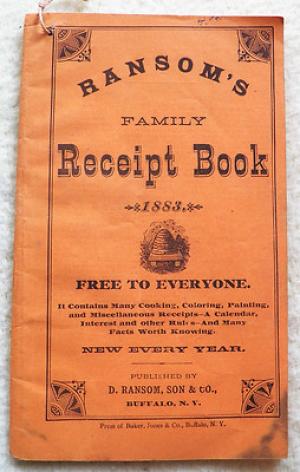 RANSOM'S
FAMILY
Receipt Book
1883.
FREE TO EVERYONE.
It Contains Many Cooking, Coloring, Painting,
and Miscellaneous Receipts—A Calendar,
Interest and other Rules—And Many
Facts Worth Knowing.
NEW EVERY YEAR.
PUBLISHED BY
D. RANSOM, SON & CO.,
BUFFALO, N. Y.
Press of Baker, Jones & Co., Buffalo, N. Y.